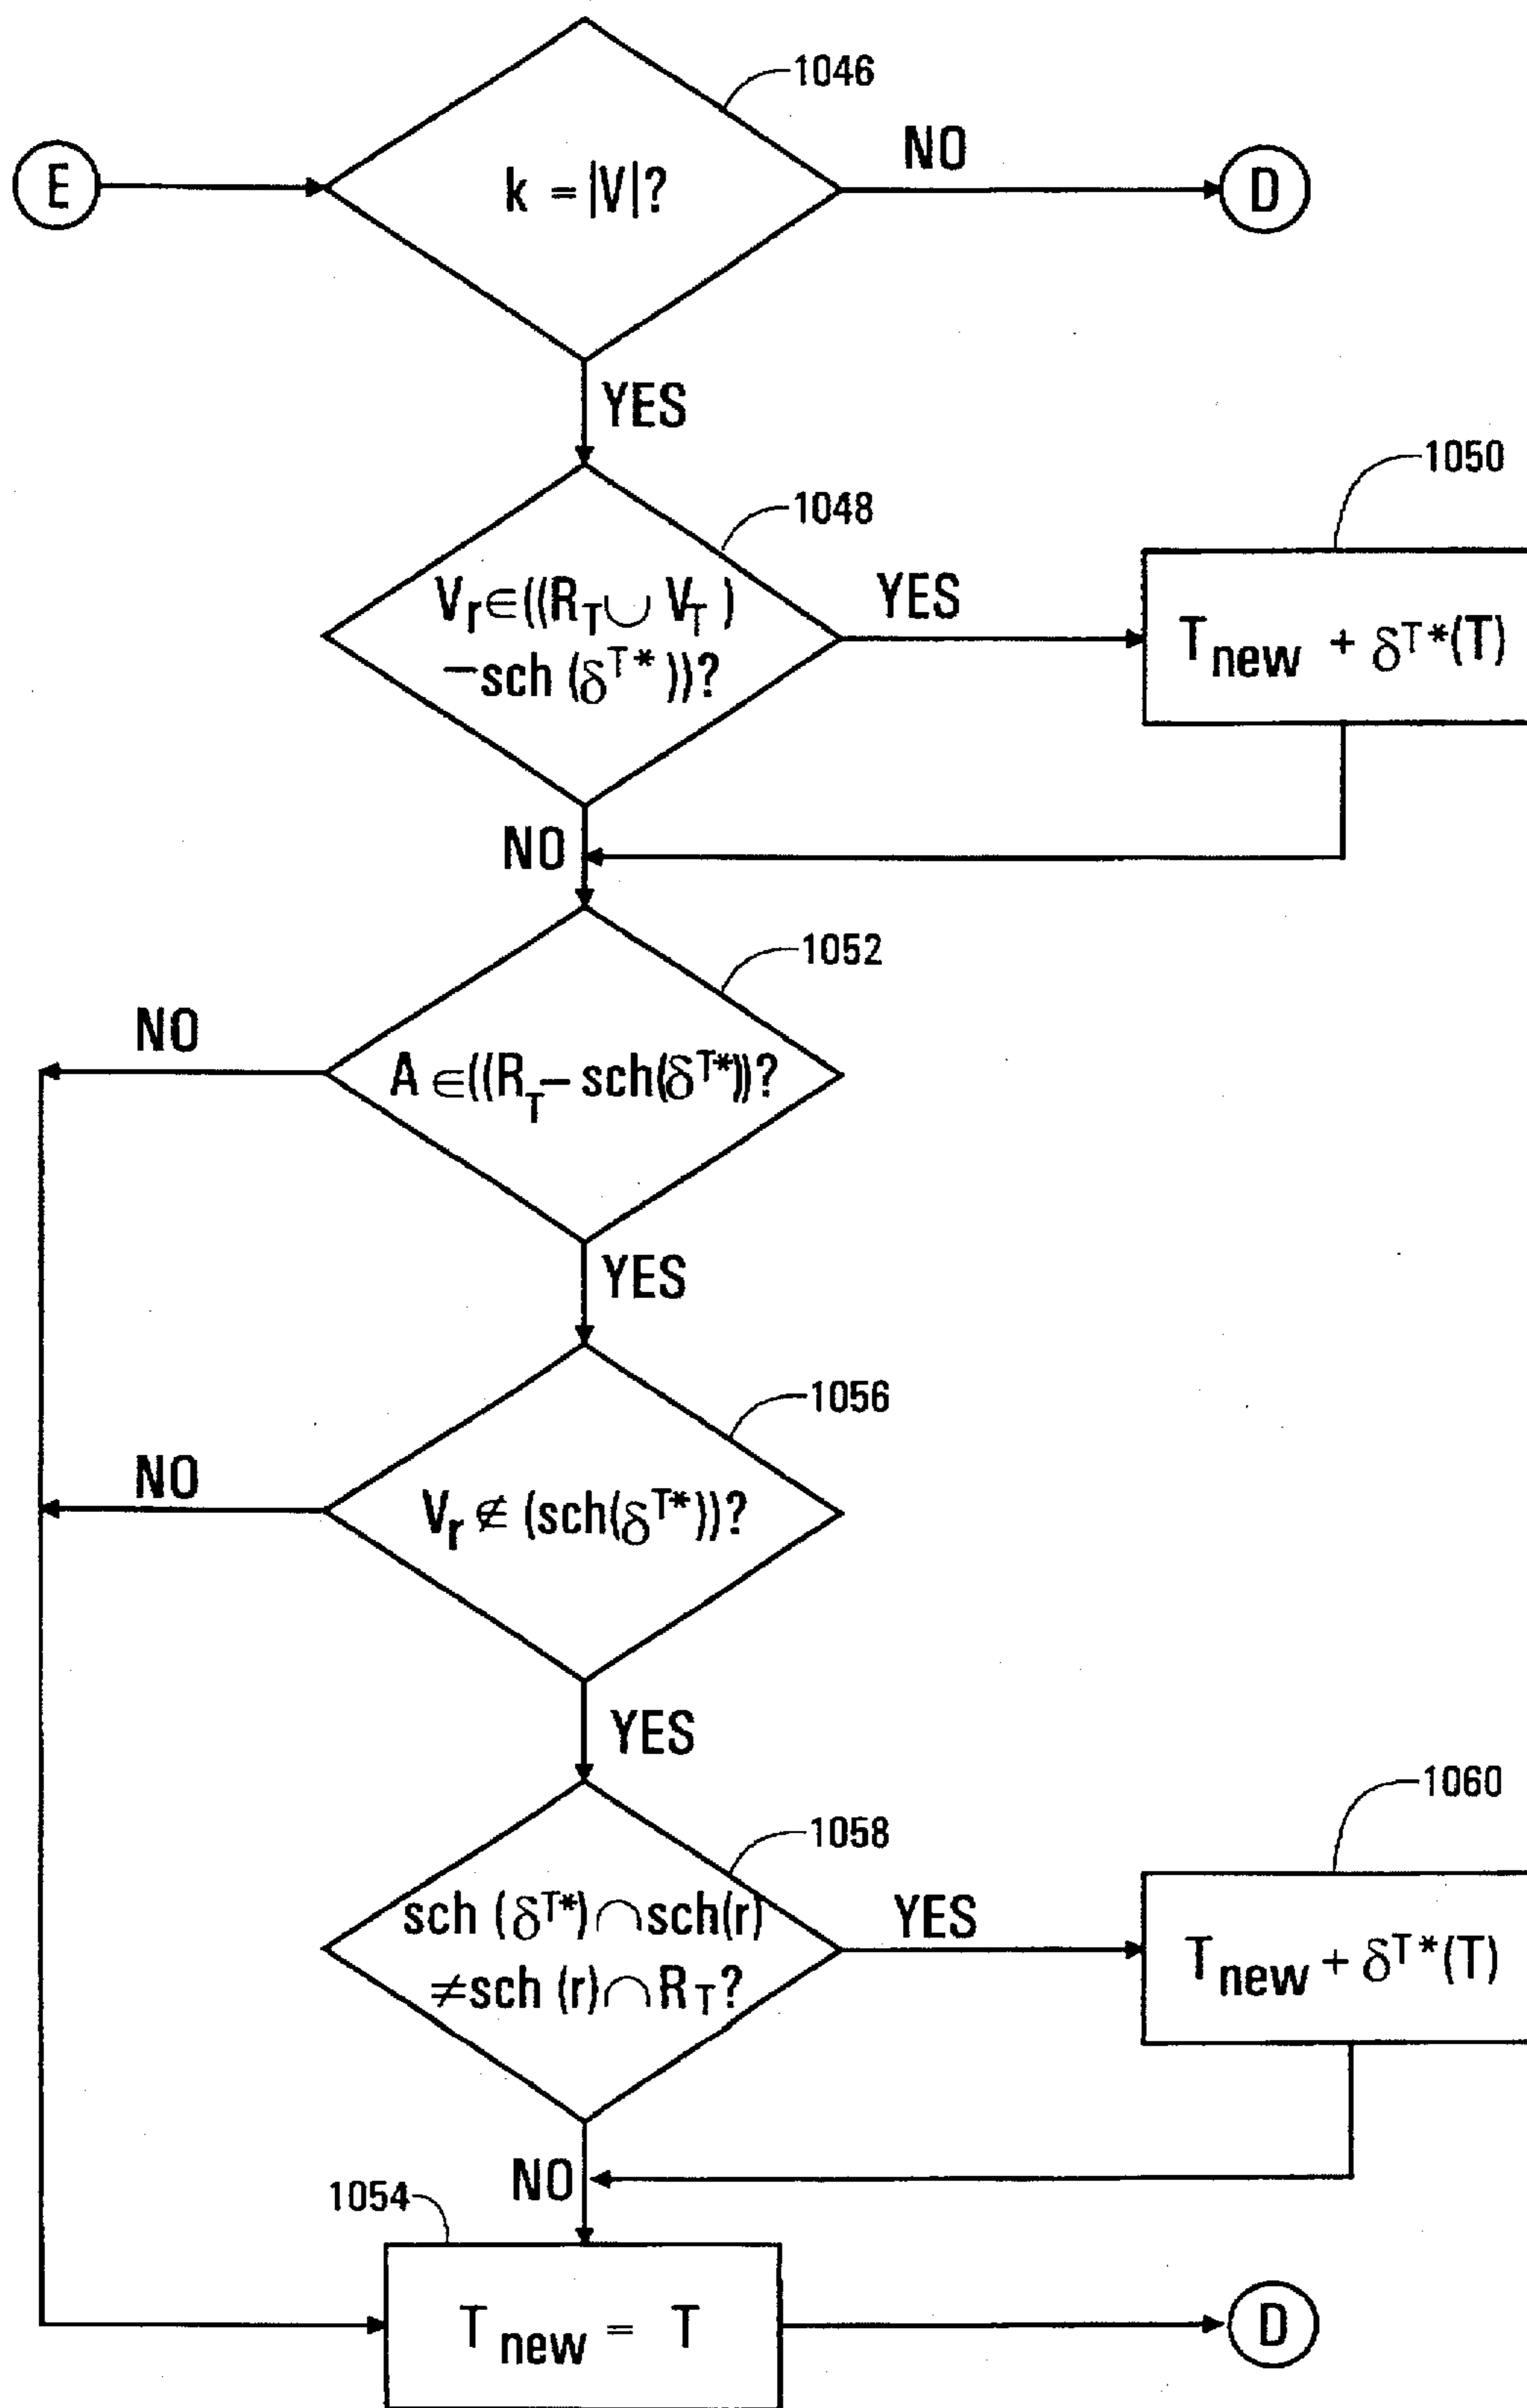 1046
E
k = |V|?
NO
D
YES
1048
1050
V_r ∈ ((R_T ∪ V_T)
−sch (δ^T*))?
YES
T_new + δ^T*(T)
NO
1052
NO
A ∈ ((R_T − sch(δ^T*))?
YES
1056
NO
V_r ∉ (sch(δ^T*))?
YES
1058
1060
sch (δ^T*) ∩ sch(r)
≠ sch (r) ∩ R_T?
YES
T_new + δ^T*(T)
NO
1054
T_new = T
D